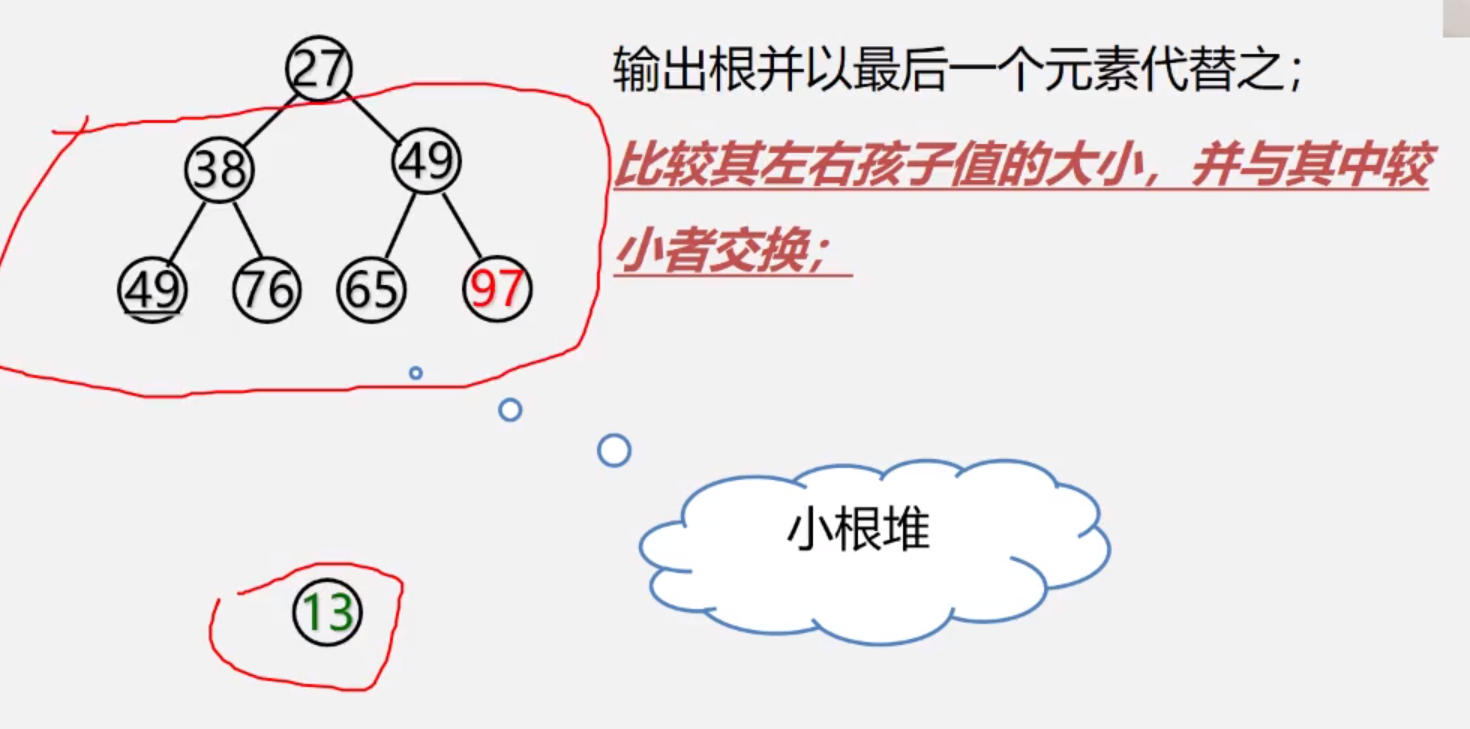 27
输出根并以最后一个元素代替之；
38 49
比较其左右孩子值的大小，并与其中较
小者交换；
49 76 65 97
小根堆
13